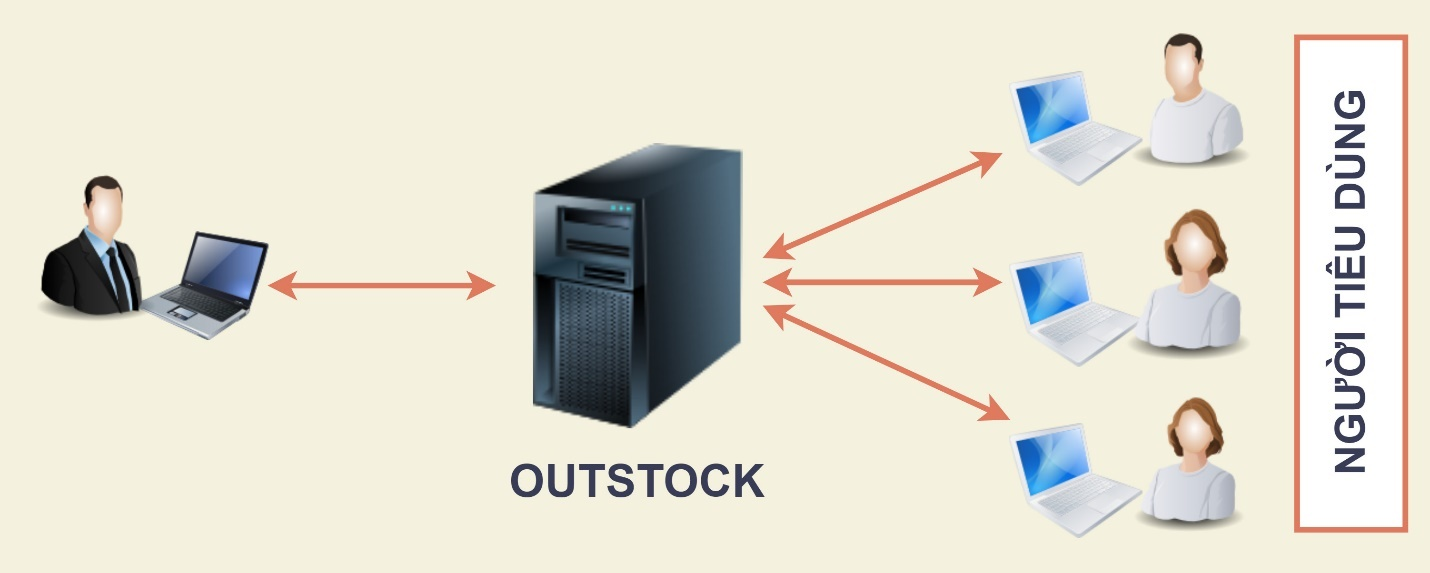 OUTSTOCK
NGƯỜI TIÊU DÙNG